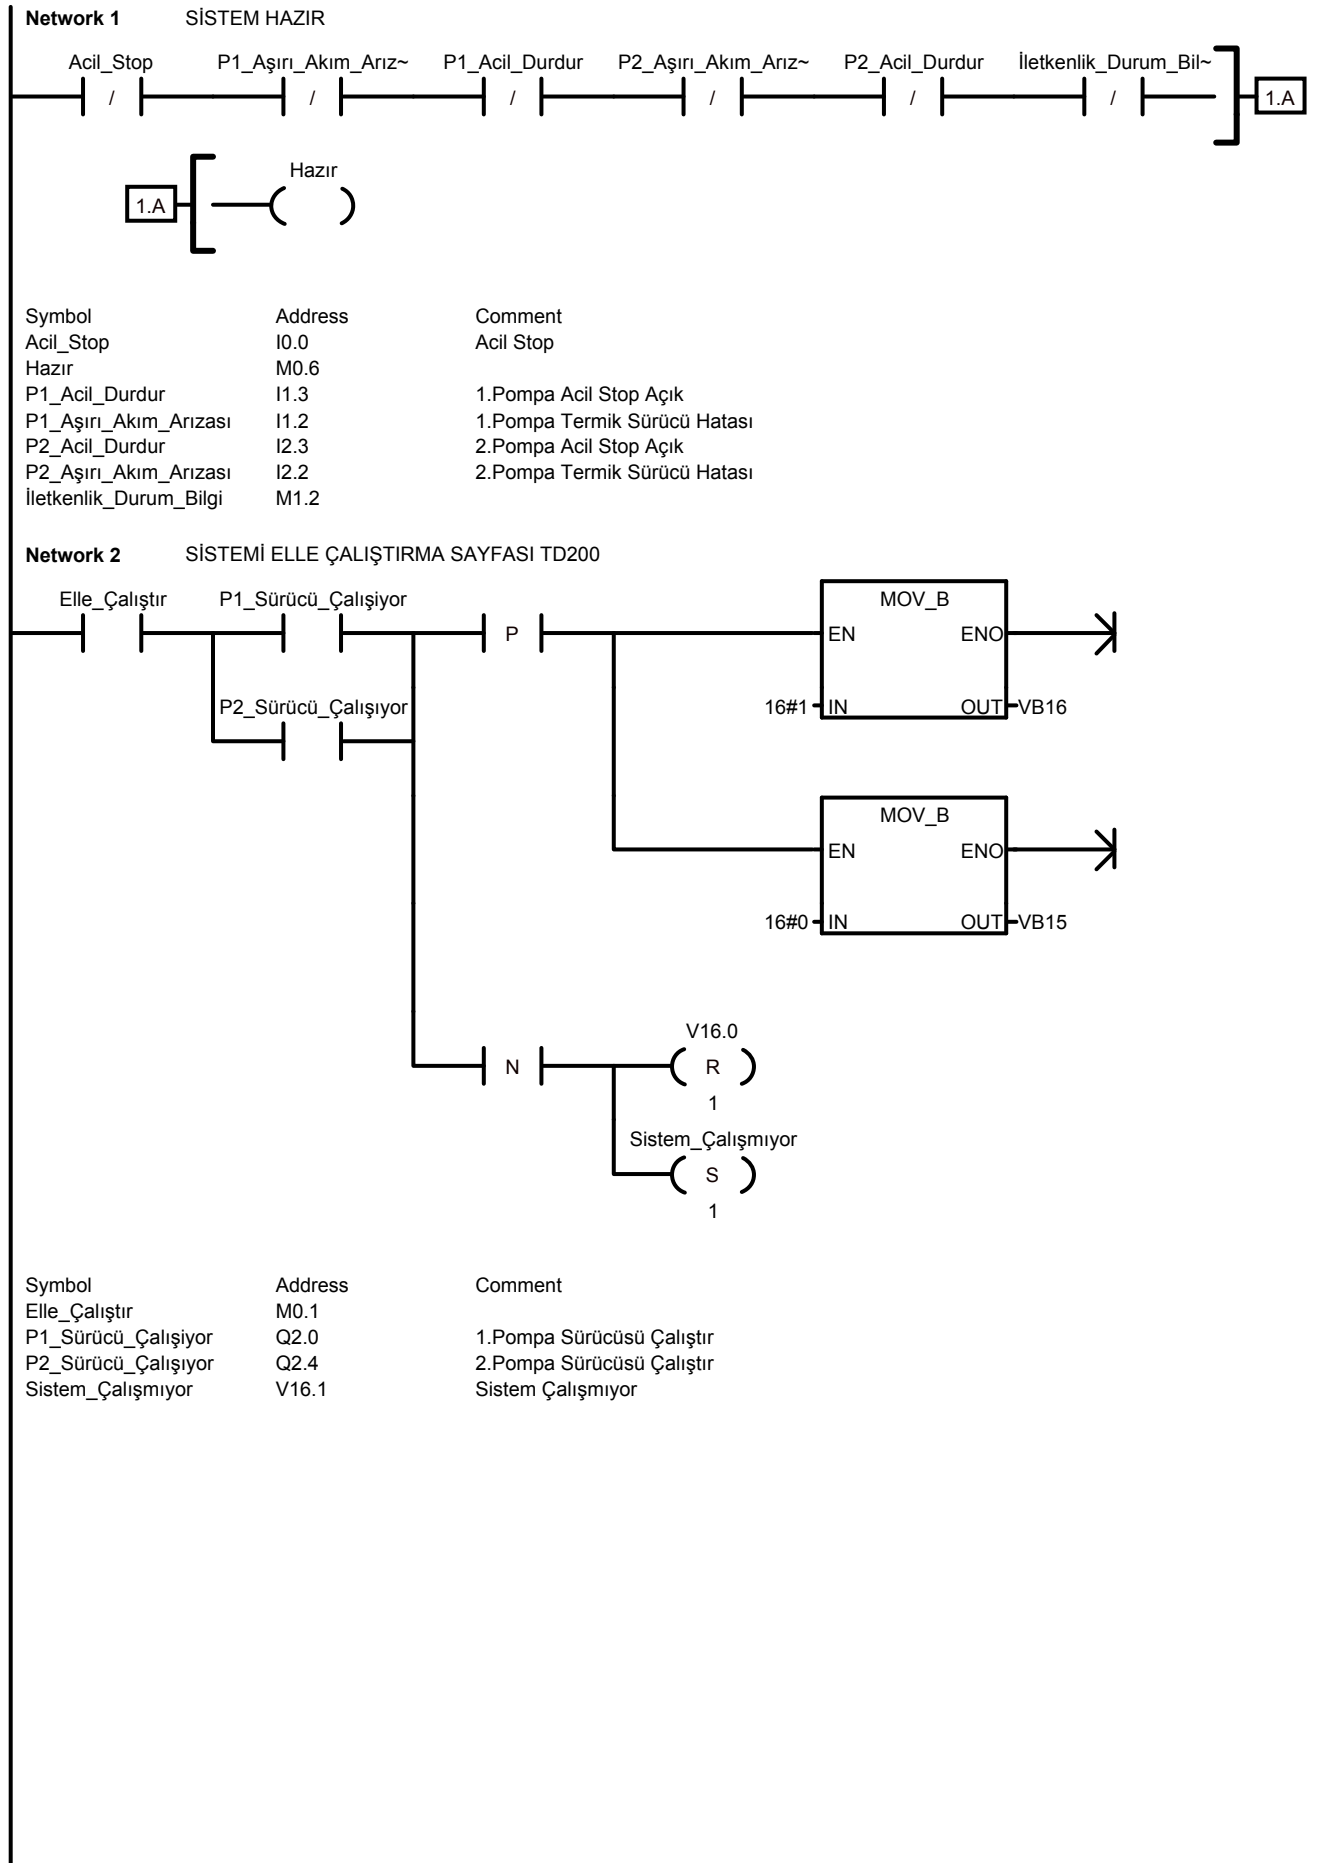 Network 1 SİSTEM HAZIR
Acil_Stop P1_Aşırı_Akım_Arız~ P1_Acil_Durdur P2_Aşırı_Akım_Arız~ P2_Acil_Durdur İletkenlik_Durum_Bil~
/ / / / / / 1.A
Hazır
1.A
Symbol Address Comment
Acil_Stop I0.0 Acil Stop
Hazır M0.6
P1_Acil_Durdur I1.3 1.Pompa Acil Stop Açık
P1_Aşırı_Akım_Arızası I1.2 1.Pompa Termik Sürücü Hatası
P2_Acil_Durdur I2.3 2.Pompa Acil Stop Açık
P2_Aşırı_Akım_Arızası I2.2 2.Pompa Termik Sürücü Hatası
İletkenlik_Durum_Bilgi M1.2
Network 2 SİSTEMİ ELLE ÇALIŞTIRMA SAYFASI TD200
Elle_Çalıştır P1_Sürücü_Çalışiyor MOV_B
P EN ENO
P2_Sürücü_Çalışıyor 16#1 IN OUT VB16
MOV_B
EN ENO
16#0 IN OUT VB15
V16.0
N R
1
Sistem_Çalışmıyor
S
1
Symbol Address Comment
Elle_Çalıştır M0.1
P1_Sürücü_Çalışiyor Q2.0 1.Pompa Sürücüsü Çalıştır
P2_Sürücü_Çalışıyor Q2.4 2.Pompa Sürücüsü Çalıştır
Sistem_Çalışmıyor V16.1 Sistem Çalışmıyor